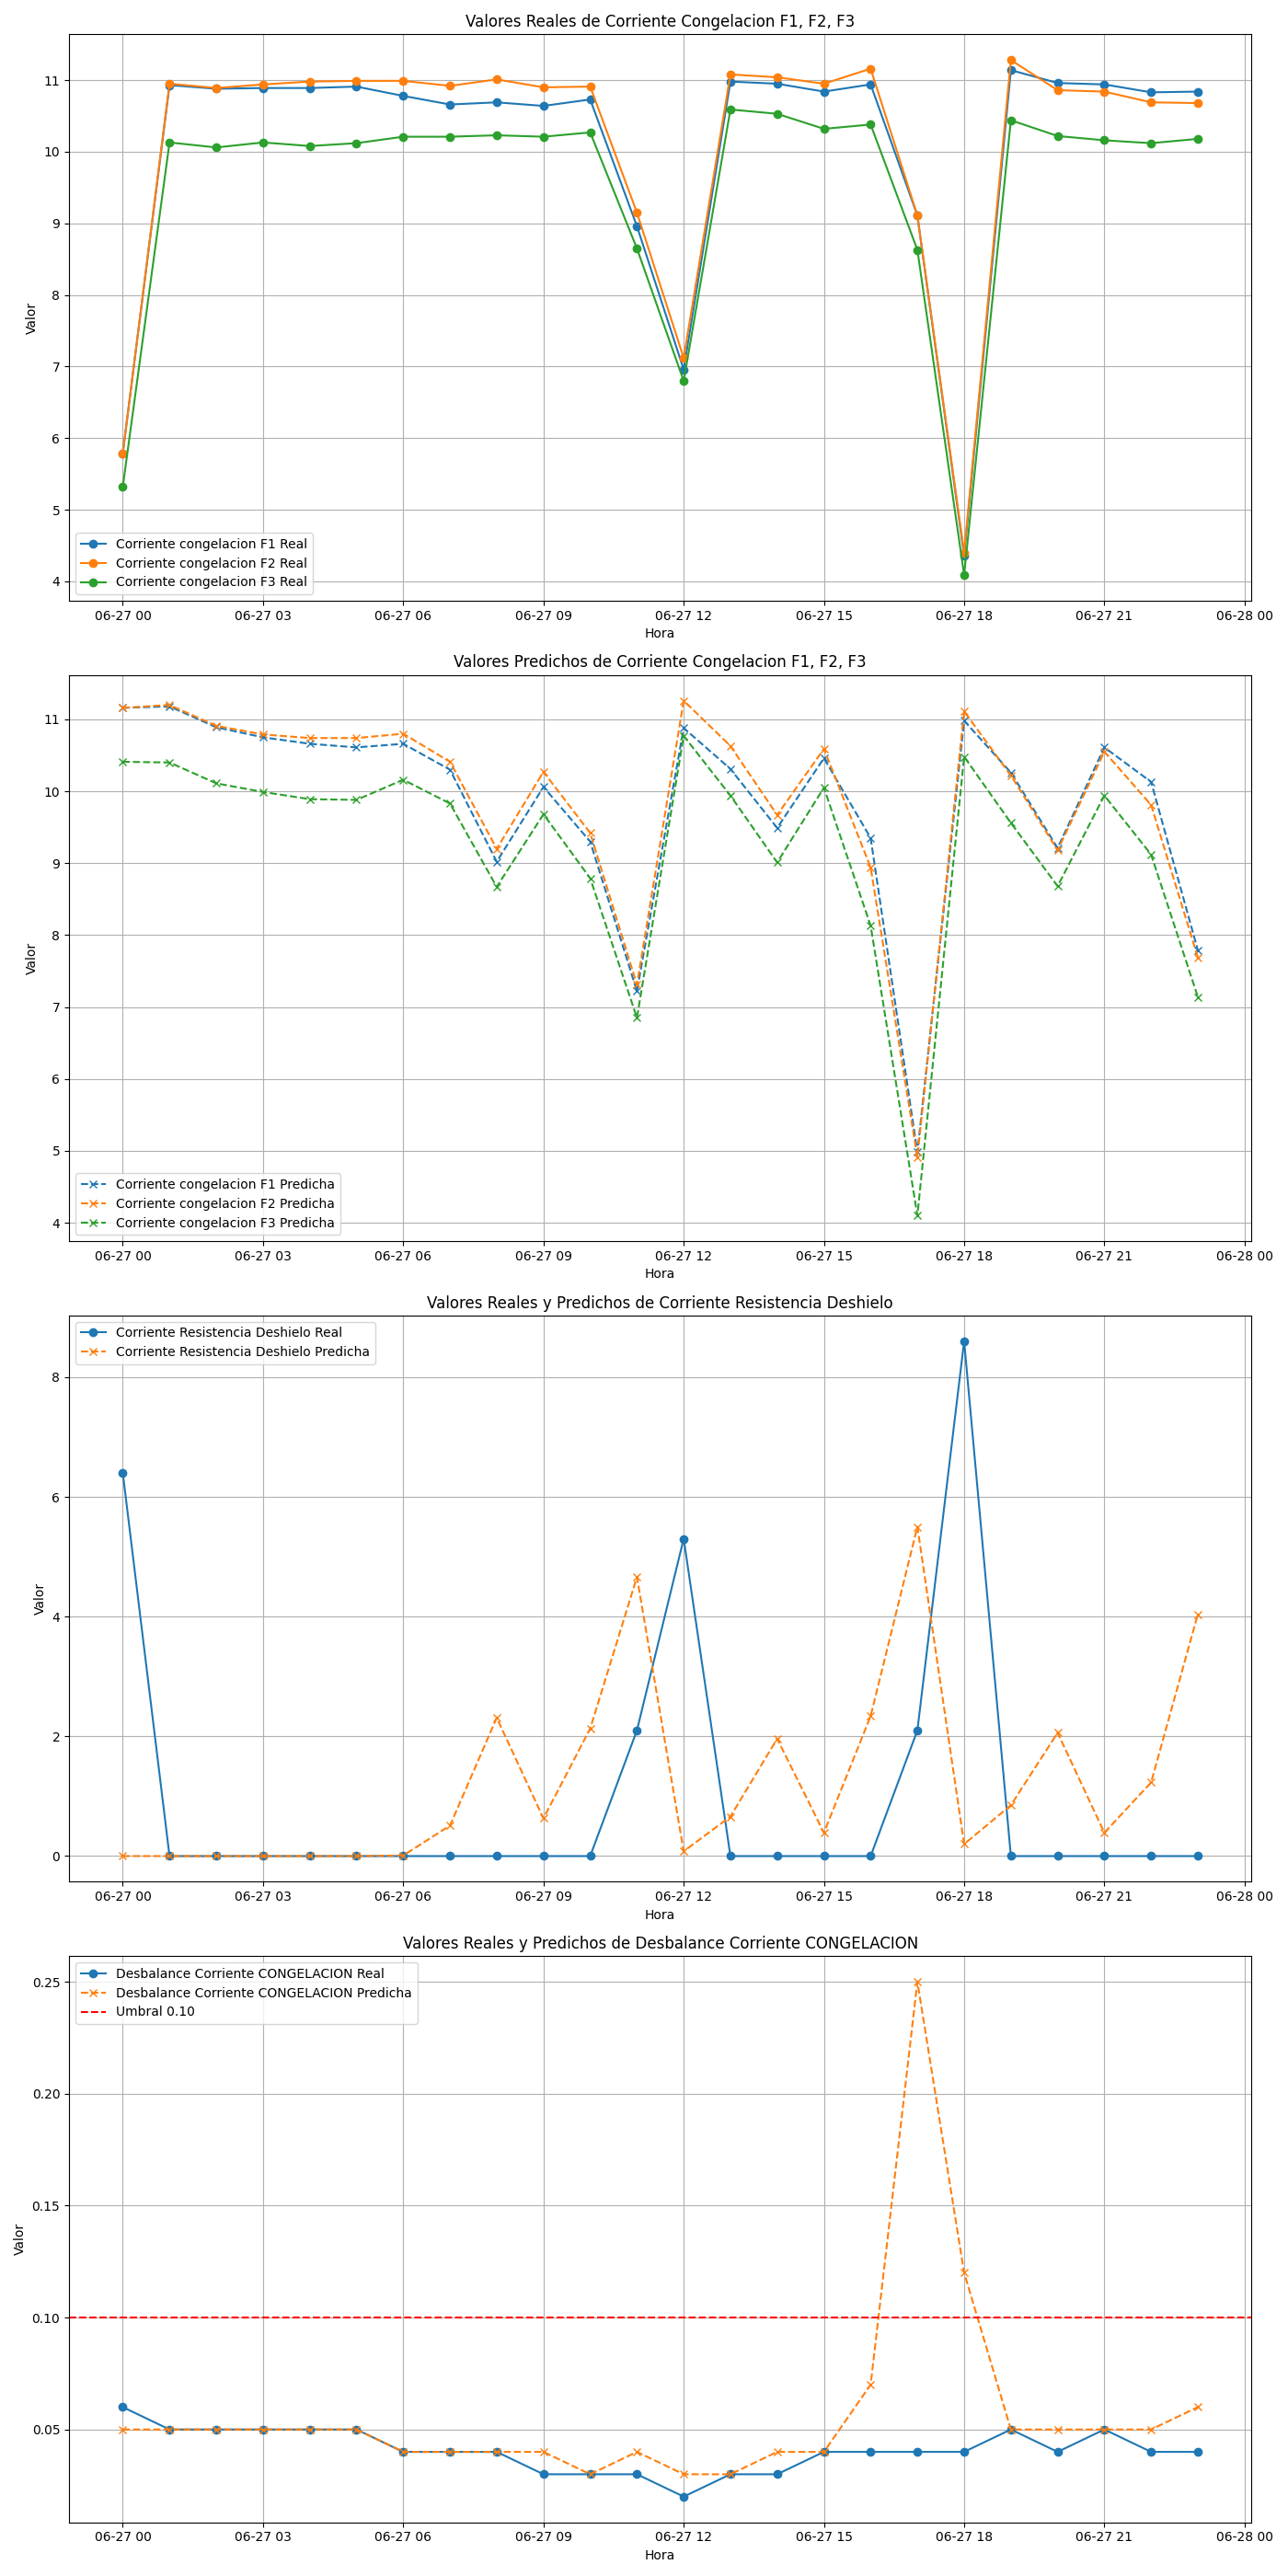 Valores Reales de Corriente Congelacion F1, F2, F3
11
10
9
8
7
6
5
4
Valor
Corriente congelacion F1 Real
Corriente congelacion F2 Real
Corriente congelacion F3 Real
06-27 00 06-27 03 06-27 06 06-27 09 06-27 12 06-27 15 06-27 18 06-27 21 06-28 00
Hora
Valores Predichos de Corriente Congelacion F1, F2, F3
11
10
9
8
7
6
5
4
Valor
Corriente congelacion F1 Predicha
Corriente congelacion F2 Predicha
Corriente congelacion F3 Predicha
06-27 00 06-27 03 06-27 06 06-27 09 06-27 12 06-27 15 06-27 18 06-27 21 06-28 00
Hora
Valores Reales y Predichos de Corriente Resistencia Deshielo
Corriente Resistencia Deshielo Real
Corriente Resistencia Deshielo Predicha
8
6
4
2
0
Valor
06-27 00 06-27 03 06-27 06 06-27 09 06-27 12 06-27 15 06-27 18 06-27 21 06-28 00
Hora
Valores Reales y Predichos de Desbalance Corriente CONGELACION
Desbalance Corriente CONGELACION Real
Desbalance Corriente CONGELACION Predicha
Umbral 0.10
0.25
0.20
0.15
0.10
0.05
Valor
06-27 00 06-27 03 06-27 06 06-27 09 06-27 12 06-27 15 06-27 18 06-27 21 06-28 00
Hora